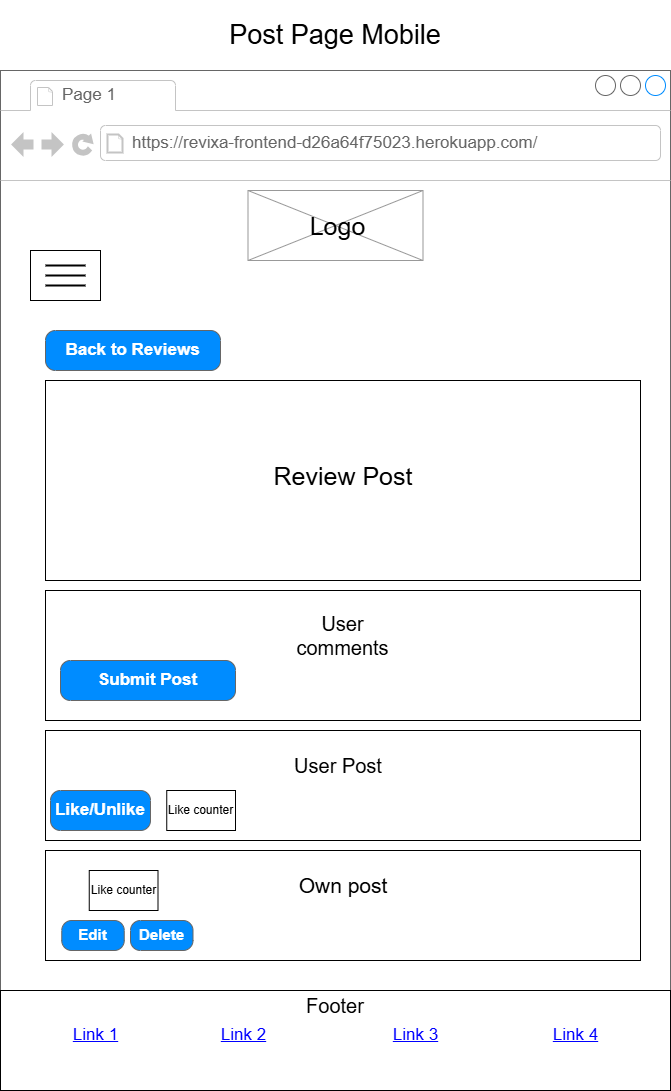 Post Page Mobile
Page 1
https://revixa-frontend-d26a64f75023.herokuapp.com/
Logo
Back to Reviews
Review Post
User
comments
Submit Post
User Post
Like/Unlike
Like counter
Like counter
Own post
Edit
Delete
Footer
Link 1
Link 2
Link 3
Link 4